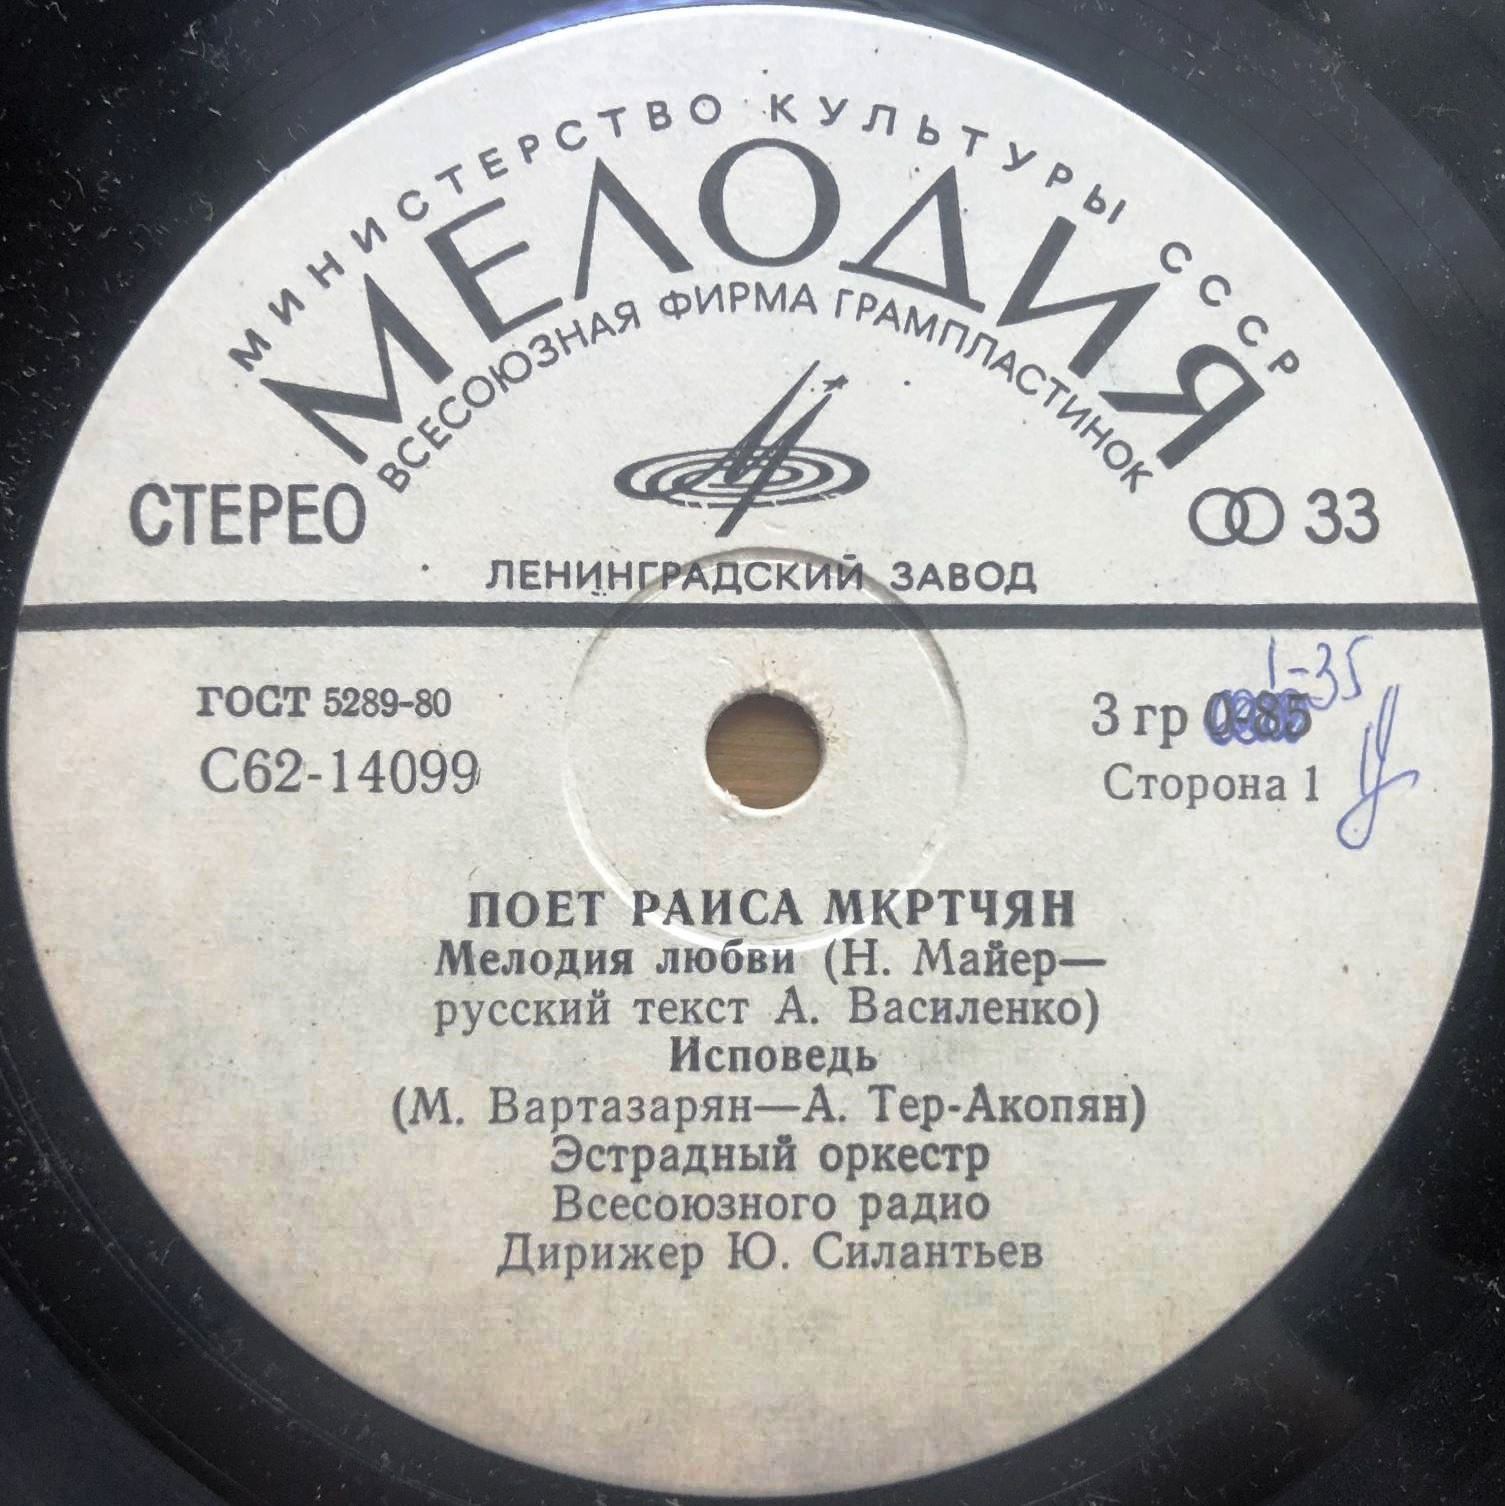 МИНИСТЕРСТВО КУЛЬТУРЫ СССР
МЕЛОДИЯ
ВСЕСОЮЗНАЯ ФИРМА ГРАМПЛАСТИНОК
СТЕРЕО
33
ЛЕНИНГРАДСКИЙ ЗАВОД
ГОСТ 5289-80
1-35
3 гр 0-85
С62-14099
Сторона 1
ПОЕТ РАИСА МКРТЧЯН
Мелодия любви (Н. Майер—
русский текст А. Василенко)
Исповедь
(М. Вартазарян—А. Тер-Акопян)
Эстрадный оркестр
Всесоюзного радио
Дирижер Ю. Силантьев